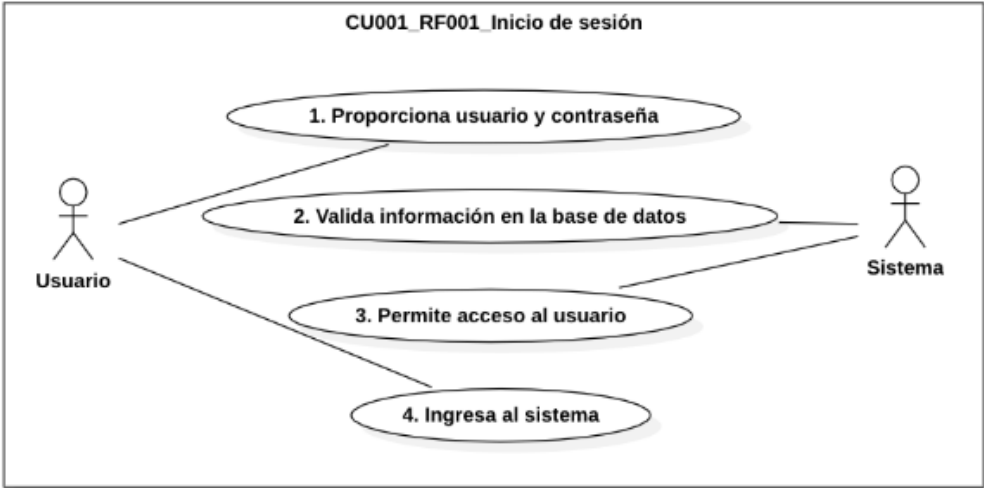 CU001_RF001_Inicio de sesión
1. Proporciona usuario y contraseña
2. Valida información en la base de datos
Usuario
Sistema
3. Permite acceso al usuario
4. Ingresa al sistema